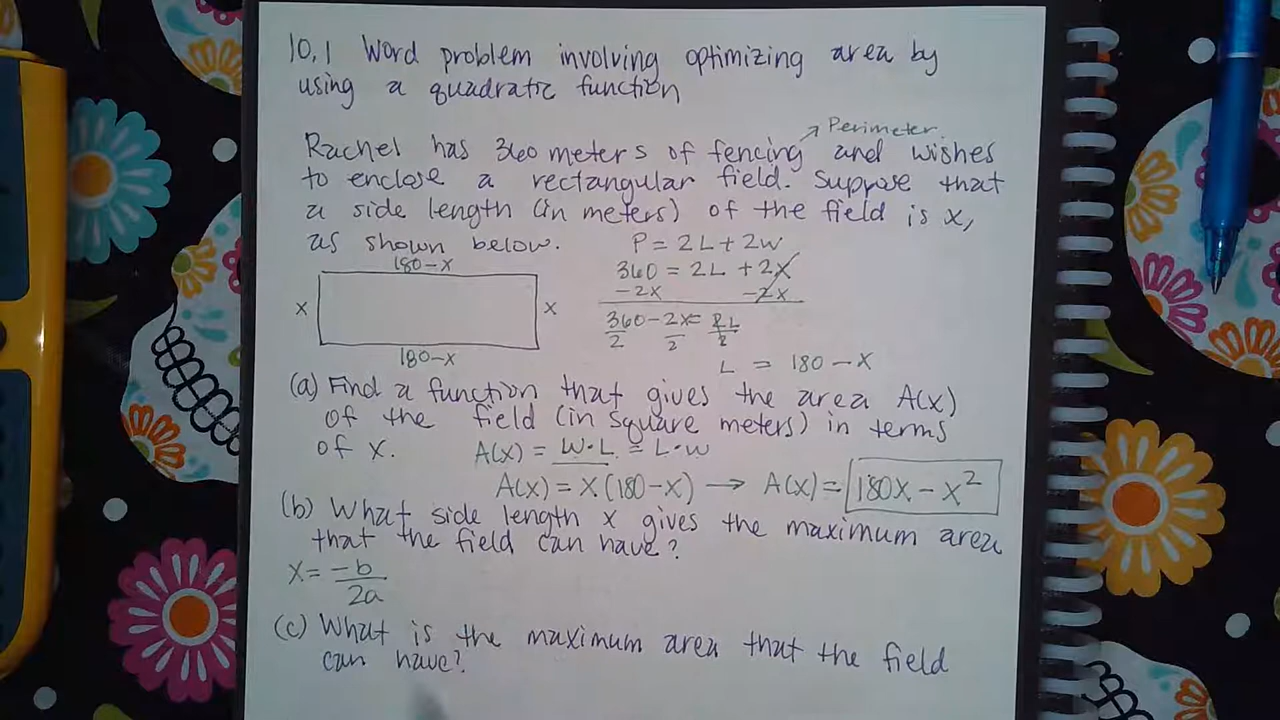 10.1 Word problem involving optimizing area by
using a quadratic function
Perimeter
Rachel has 360 meters of fencing and wishes
to enclose a rectangular field. Suppose that
a side length (in meters) of the field is x,
as shown below.
P = 2L + 2w
180-x
360 = 2L + 2x
-2x -2x
x
x
360 - 2x = 2L
2 2 2
180-x
L = 180 - x
(a) Find a function that gives the area A(x)
of the field (in square meters) in terms
of x.
A(x) = W·L = L·w
A(x) = x(180-x) → A(x) = 180x - x²
(b) What side length x gives the maximum area
that the field can have?
x = -b
2a
(c) What is the maximum area that the field
can have?